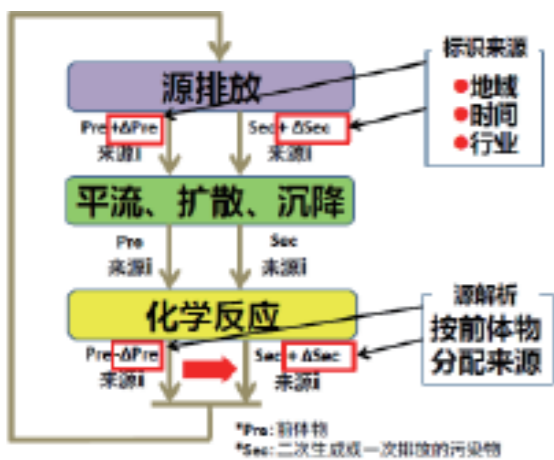 源排放
标识来源
●地域
●时间
●行业
Pre+ΔPre
来源i
Sec+ΔSec
来源i
平流、扩散、沉降
Pre
来源i
Sec
来源i
化学反应
源解析
按前体物
分配来源
Pre-ΔPre
来源i
Sec+ΔSec
来源i
*Pre:前体物
*Sec:二次生成或一次排放的污染物